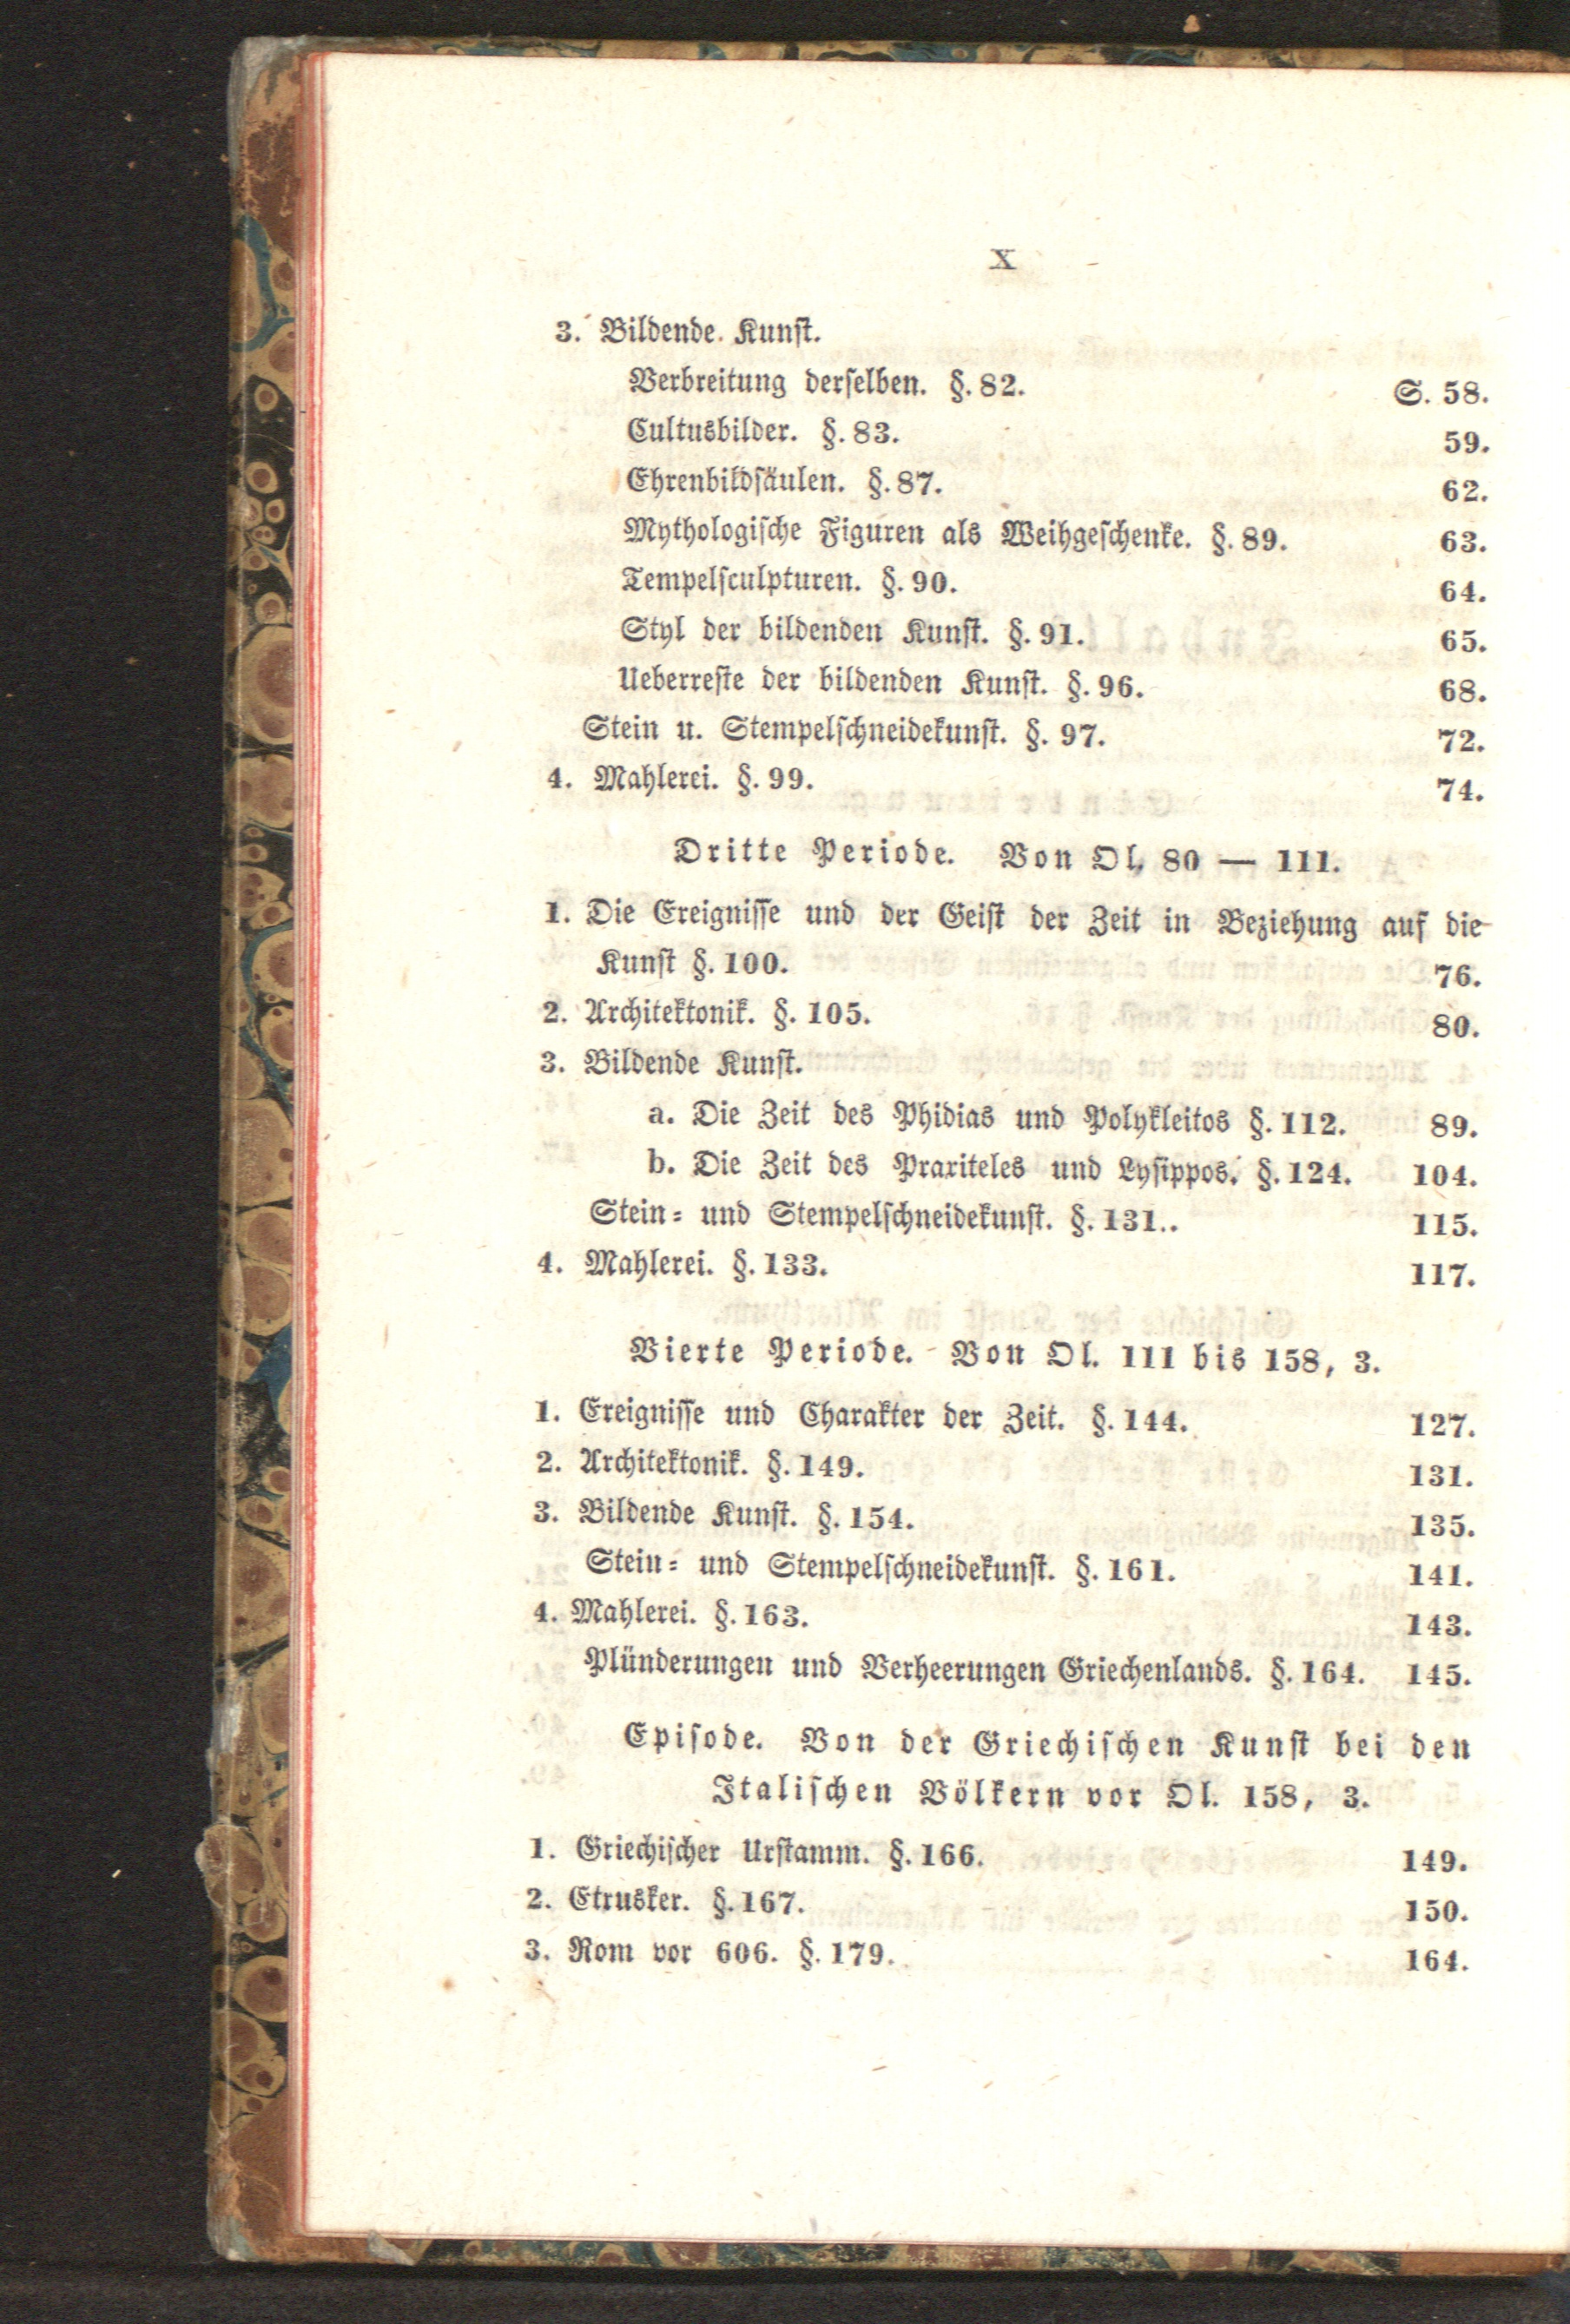 X
3. Bildende Kunst.
Verbreitung derſelben. §. 82. S. 58.
Cultusbilder. §. 83. 59.
Ehrenbildſäulen. §. 87. 62.
Mythologiſche Figuren als Weihgeſchenke. §. 89. 63.
Tempelſculpturen. §. 90. 64.
Styl der bildenden Kunſt. §. 91. 65.
Ueberreſte der bildenden Kunſt. §. 96. 68.
Stein u. Stempelſchneidekunſt. §. 97. 72.
4. Mahlerei. §. 99. 74.
Dritte Periode. Von Ol. 80 — 111.
1. Die Ereigniſſe und der Geiſt der Zeit in Beziehung auf die
Kunſt §. 100. 76.
2. Architektonik. §. 105. 80.
3. Bildende Kunſt.
a. Die Zeit des Phidias und Polykleitos §. 112. 89.
b. Die Zeit des Praxiteles und Lyſippos. §. 124. 104.
Stein- und Stempelſchneidekunſt. §. 131.. 115.
4. Mahlerei. §. 133. 117.
Vierte Periode. Von Ol. 111 bis 158, 3.
1. Ereigniſſe und Charakter der Zeit. §. 144. 127.
2. Architektonik. §. 149. 131.
3. Bildende Kunſt. §. 154. 135.
Stein- und Stempelſchneidekunſt. §. 161. 141.
4. Mahlerei. §. 163. 143.
Plünderungen und Verheerungen Griechenlands. §. 164. 145.
Epiſode. Von der Griechiſchen Kunſt bei den
Italiſchen Völkern vor Ol. 158, 3.
1. Griechiſcher Urſtamm. §. 166. 149.
2. Etrusker. §. 167. 150.
3. Rom vor 606. §. 179. 164.